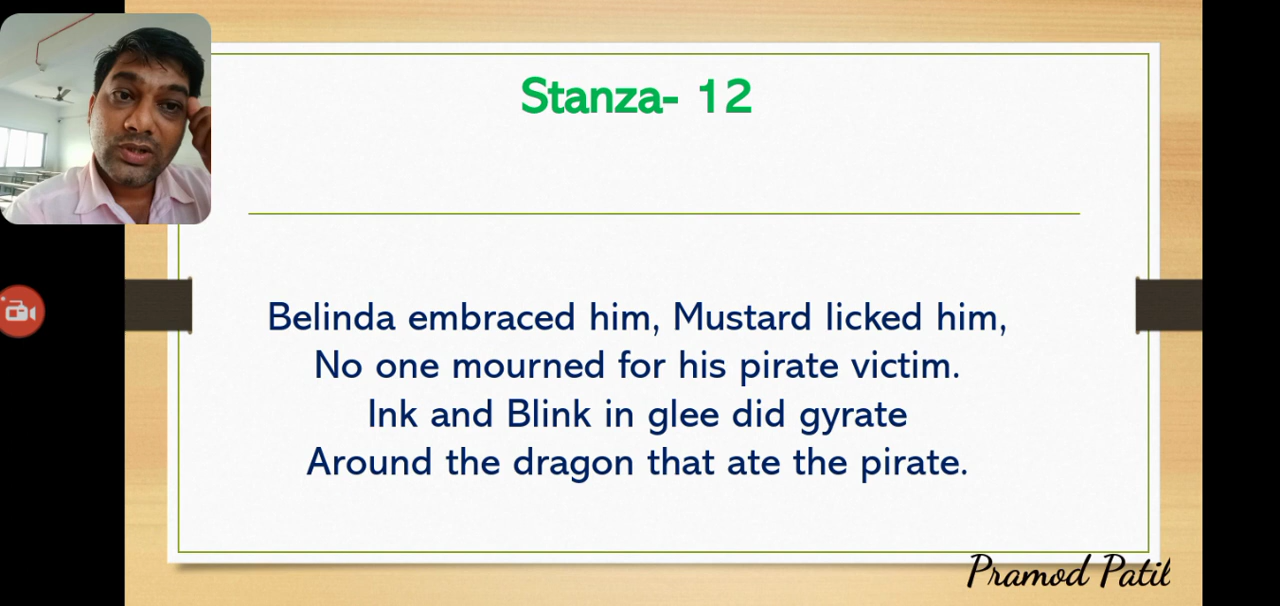 Stanza- 12
Belinda embraced him, Mustard licked him,
No one mourned for his pirate victim.
Ink and Blink in glee did gyrate
Around the dragon that ate the pirate.
Pramod Patil